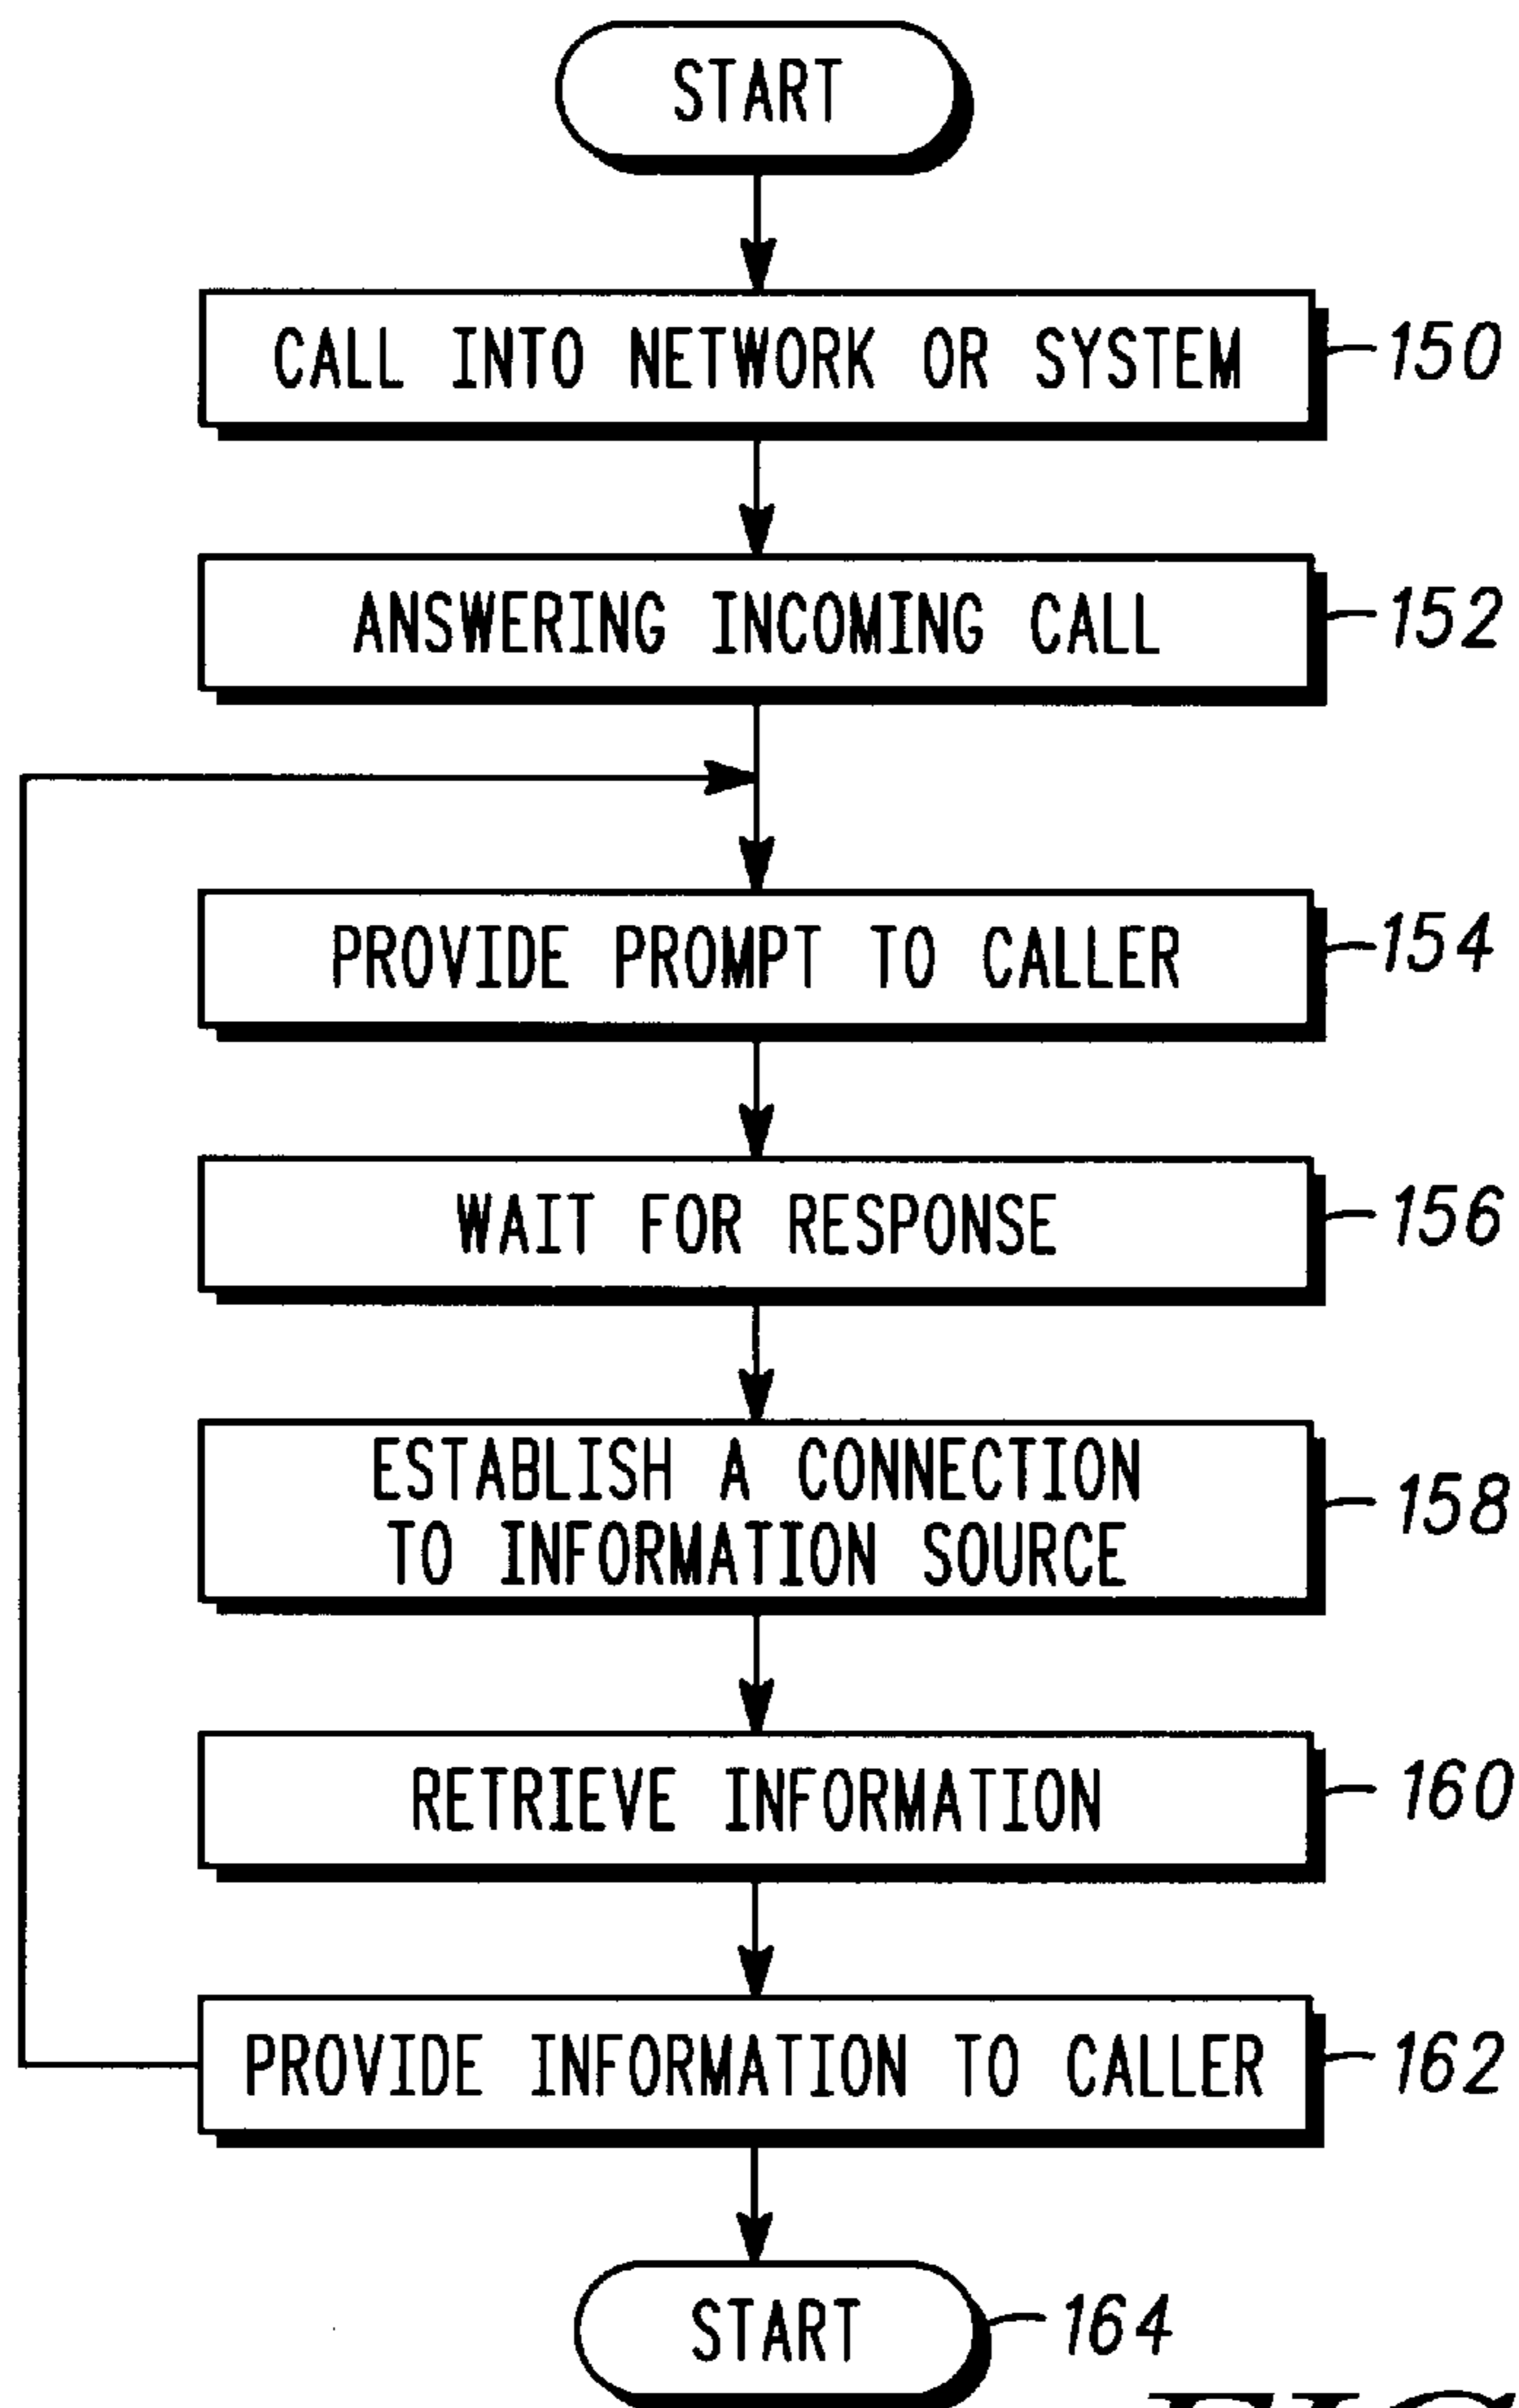 START
CALL INTO NETWORK OR SYSTEM
150
ANSWERING INCOMING CALL
152
PROVIDE PROMPT TO CALLER
154
WAIT FOR RESPONSE
156
ESTABLISH A CONNECTION
TO INFORMATION SOURCE
158
RETRIEVE INFORMATION
160
PROVIDE INFORMATION TO CALLER
162
START
164